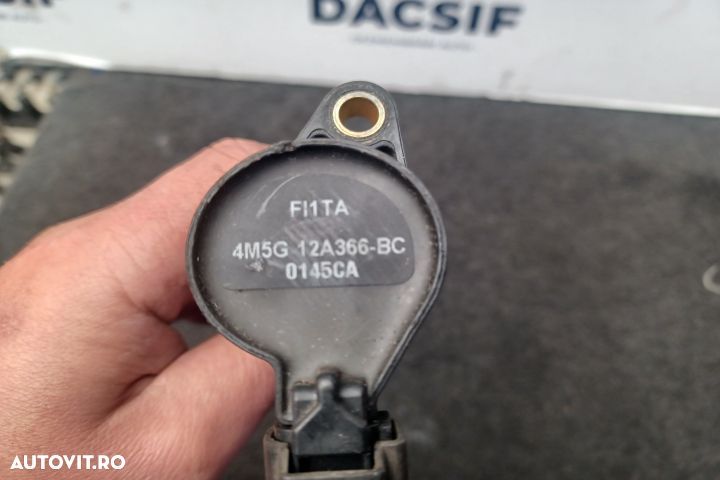 DACSIF
FI1TA
4M5G 12A366-BC
0145CA
AUTOVIT.RO